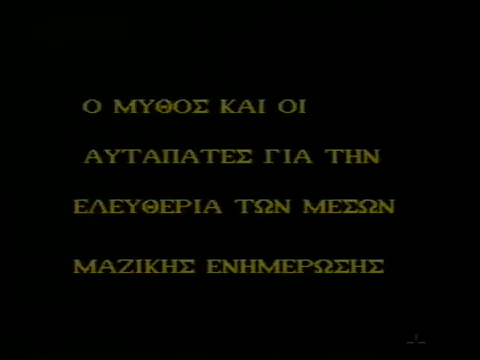 Ο ΜΥΘΟΣ ΚΑΙ ΟΙ
ΑΥΤΑΠΑΤΕΣ ΓΙΑ ΤΗΝ
ΕΛΕΥΘΕΡΙΑ ΤΩΝ ΜΕΣΩΝ
ΜΑΖΙΚΗΣ ΕΝΗΜΕΡΩΣΗΣ